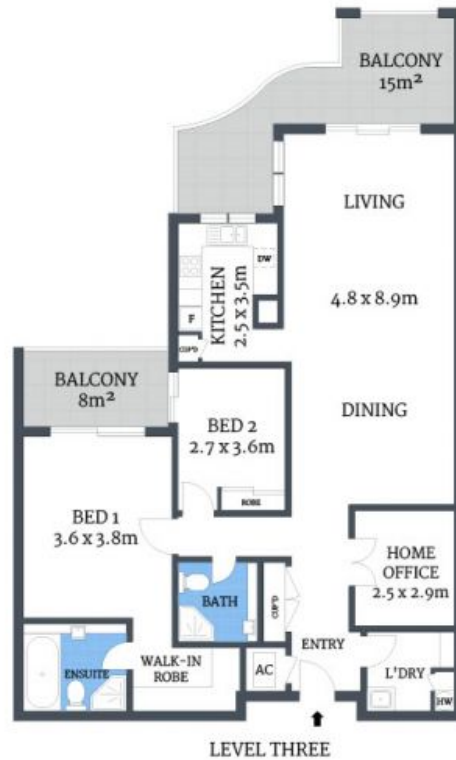 BALCONY
15m²
LIVING
DW
KITCHEN
2.5 x 3.5m
4.8 x 8.9m
F
CUP'D
BALCONY
8m²
DINING
BED 2
2.7 x 3.6m
ROBE
BED 1
3.6 x 3.8m
HOME
OFFICE
2.5 x 2.9m
BATH
CUP'D
ENTRY
WALK-IN
ROBE
ENSUITE
AC
L'DRY
HW
LEVEL THREE